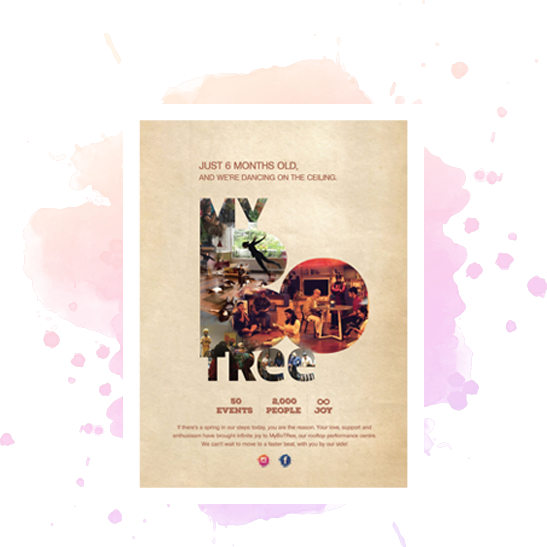 JUST 6 MONTHS OLD,
AND WE'RE DANCING ON THE CEILING.
MY
BO
TREE
50
EVENTS
2,000
PEOPLE
∞
JOY
If there's a spring in our steps today, you are the reason. Your love, support and
enthusiasm have brought infinite joy to MyBoTree, our rooftop performance centre.
We can't wait to move to a faster beat, with you by our side!